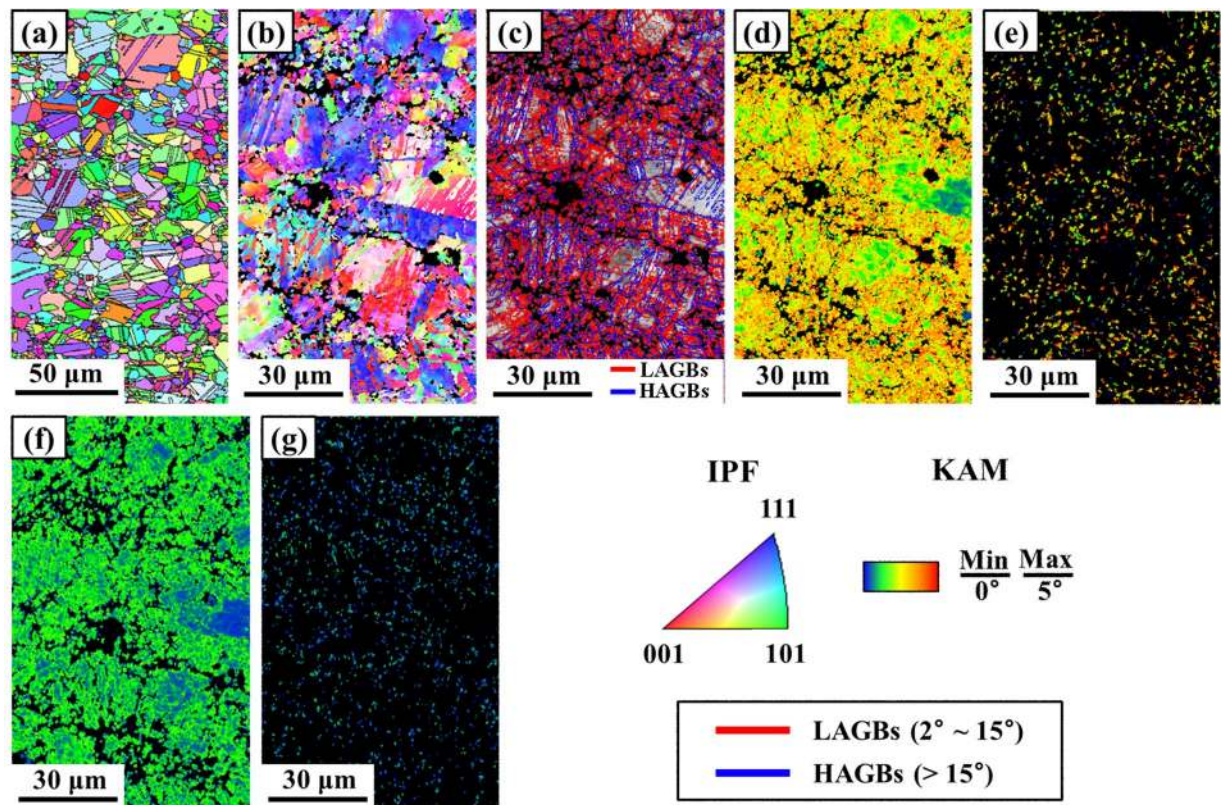 (a)
(b)
(c)
(d)
(e)
50 μm
30 μm
30 μm
LAGBs
HAGBs
30 μm
30 μm
(f)
(g)
30 μm
30 μm
IPF
KAM
111
001
101
Min Max
0° 5°
LAGBs (2° ~ 15°)
HAGBs (> 15°)